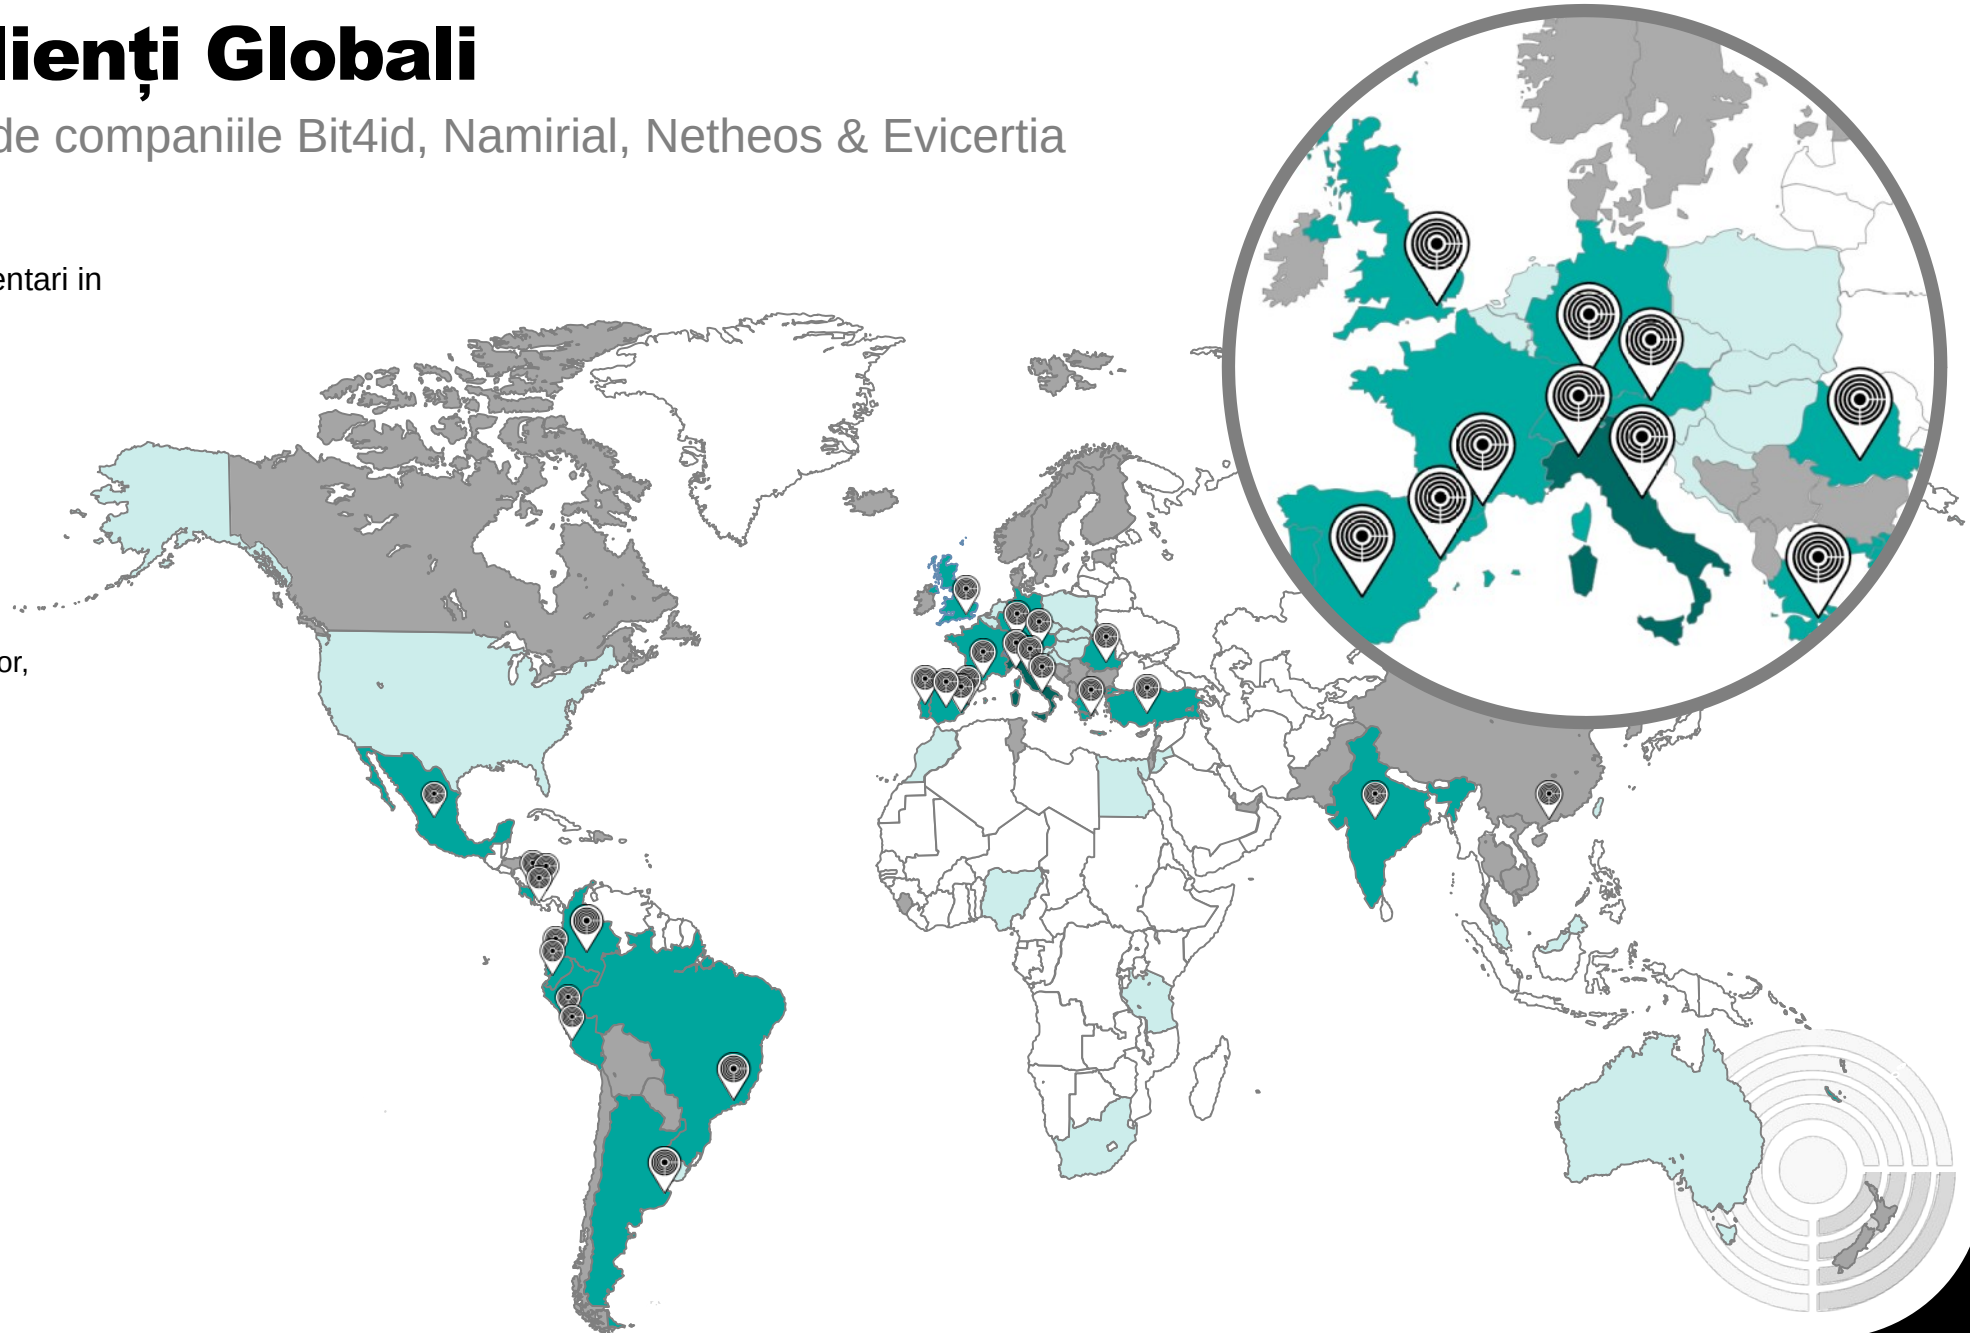 lienți Globali
de companiile Bit4id, Namirial, Netheos & Evicertia
entari in
or,